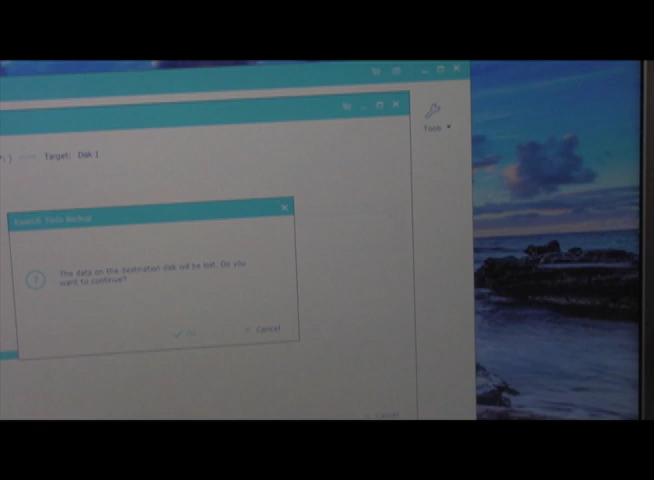 Tools
Target: Disk 1
EaseUS Todo Backup
The data on the destination disk will be lost. Do you
want to continue?
Cancel
Cancel